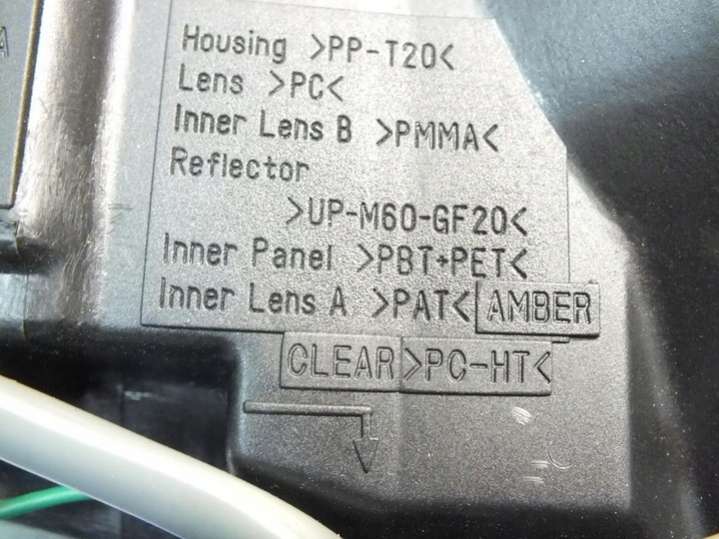 A
Housing >PP-T20<
Lens >PC<
Inner Lens B >PMMA<
Reflector
>UP-M60-GF20<
Inner Panel >PBT+PET<
Inner Lens A >PAT< AMBER
CLEAR >PC-HT<